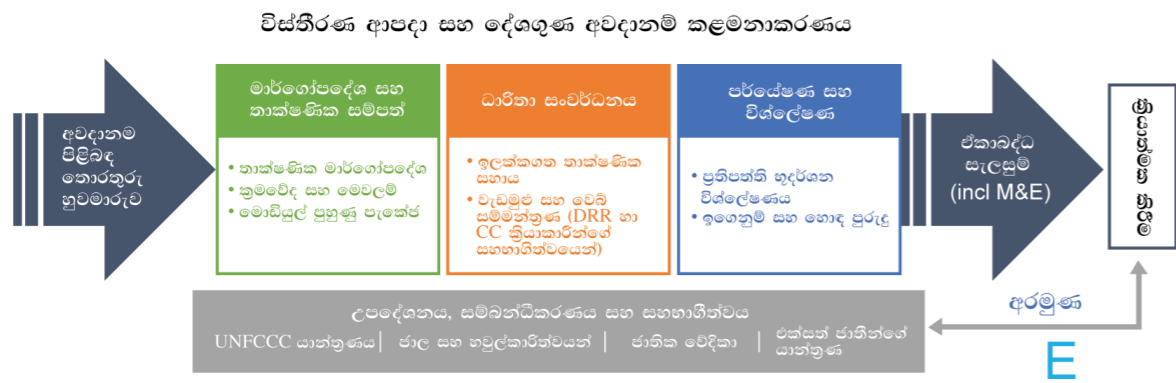 විස්තීරණ ආපදා සහ දේශගුණ අවදානම් කළමනාකරණය
අවදානම
පිළිබඳ
තොරතුරු
හුවමාරුව
මාර්ගෝපදේශ සහ
තාක්ෂණික සම්පත්
• තාක්ෂණික මාර්ගෝපදේශ
• ක්‍රමවේද සහ මෙවලම්
• මොඩියුල් පුහුණු පැකේජ
ධාරිතා සංවර්ධනය
• ඉලක්කගත තාක්ෂණික
සහාය
• වැඩමුළු සහ වෙබ්
සම්මන්ත්‍රණ (DRR හා
CC ක්‍රියාකාරීන්ගේ
සහභාගිත්වයෙන්)
පර්යේෂණ සහ
විශ්ලේෂණ
• ප්‍රතිපත්ති භූදර්ශන
විශ්ලේෂණය
• ඉගෙනුම් සහ හොඳ පුරුදු
ඒකාබද්ධ
සැලසුම්
(incl M&E)
ක්‍රියාත්මක කිරීම
උපදේශනය, සම්බන්ධීකරණය සහ සහභාගීත්වය
UNFCCC යාන්ත්‍රණය | ජාල සහ හවුල්කාරිත්වයන් | ජාතික වේදිකා | එක්සත් ජාතීන්ගේ
යාන්ත්‍රණ
අරමුණ
E